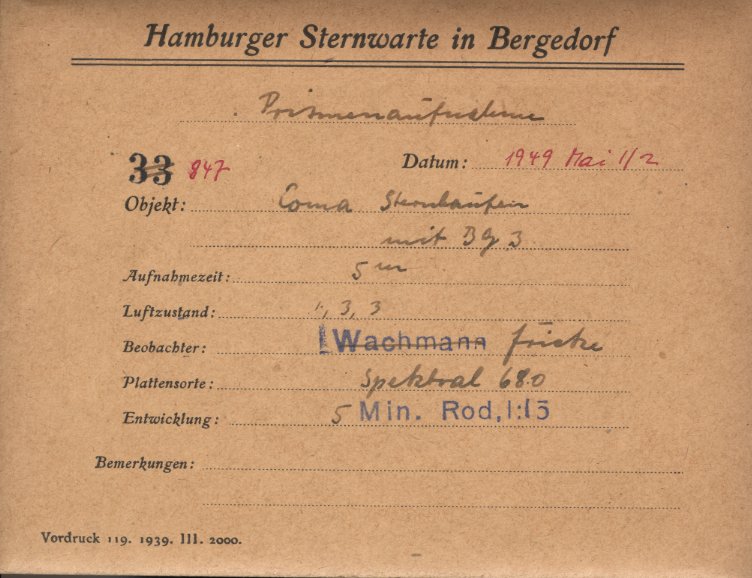 Hamburger Sternwarte in Bergedorf
Prismenaufnahme
33 847 Datum: 1949 Mai 1/2
Objekt: Coma Sternhaufen
mit BG 3
Aufnahmezeit: 5 m
Luftzustand: 1, 3, 3
Beobachter: Wachmann Fricke
Plattensorte: Spektral 680
Entwicklung: 5 Min. Rod, 1:15
Bemerkungen:
Vordruck 119. 1939. III. 2000.